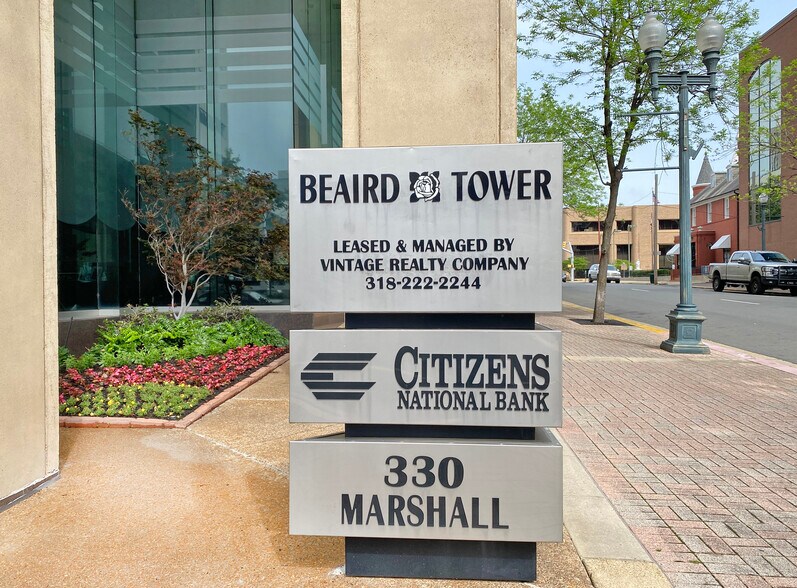 BEAIRD TOWER
LEASED & MANAGED BY
VINTAGE REALTY COMPANY
318-222-2244
CITIZENS
NATIONAL BANK
330
MARSHALL